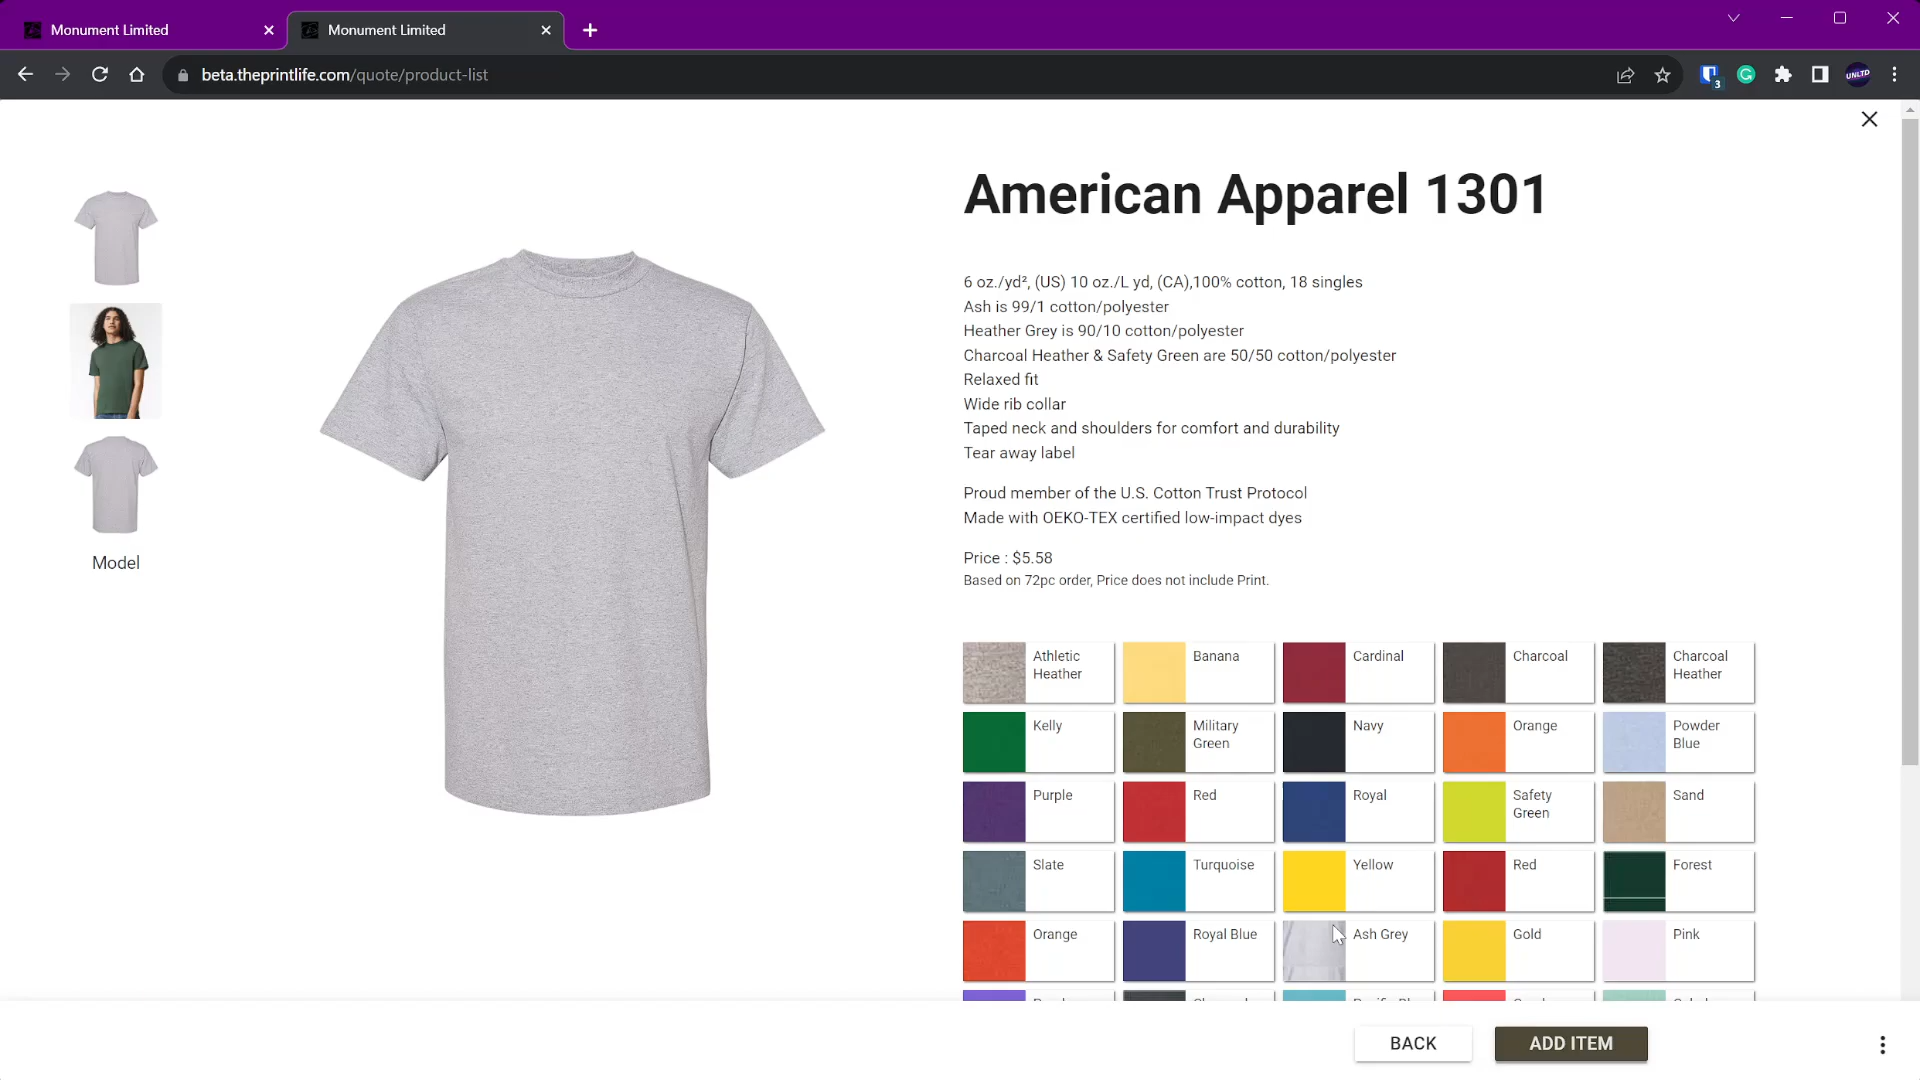 Monument Limited
Monument Limited
beta.theprintlife.com/quote/product-list
3
UNLTD
American Apparel 1301
6 oz./yd², (US) 10 oz./L yd, (CA),100% cotton, 18 singles
Ash is 99/1 cotton/polyester
Heather Grey is 90/10 cotton/polyester
Charcoal Heather & Safety Green are 50/50 cotton/polyester
Relaxed fit
Wide rib collar
Taped neck and shoulders for comfort and durability
Tear away label
Proud member of the U.S. Cotton Trust Protocol
Made with OEKO-TEX certified low-impact dyes
Price : $5.58
Based on 72pc order, Price does not include Print.
Model
Athletic Heather
Banana
Cardinal
Charcoal
Charcoal Heather
Kelly
Military Green
Navy
Orange
Powder Blue
Purple
Red
Royal
Safety Green
Sand
Slate
Turquoise
Yellow
Red
Forest
Orange
Royal Blue
Ash Grey
Gold
Pink
BACK
ADD ITEM